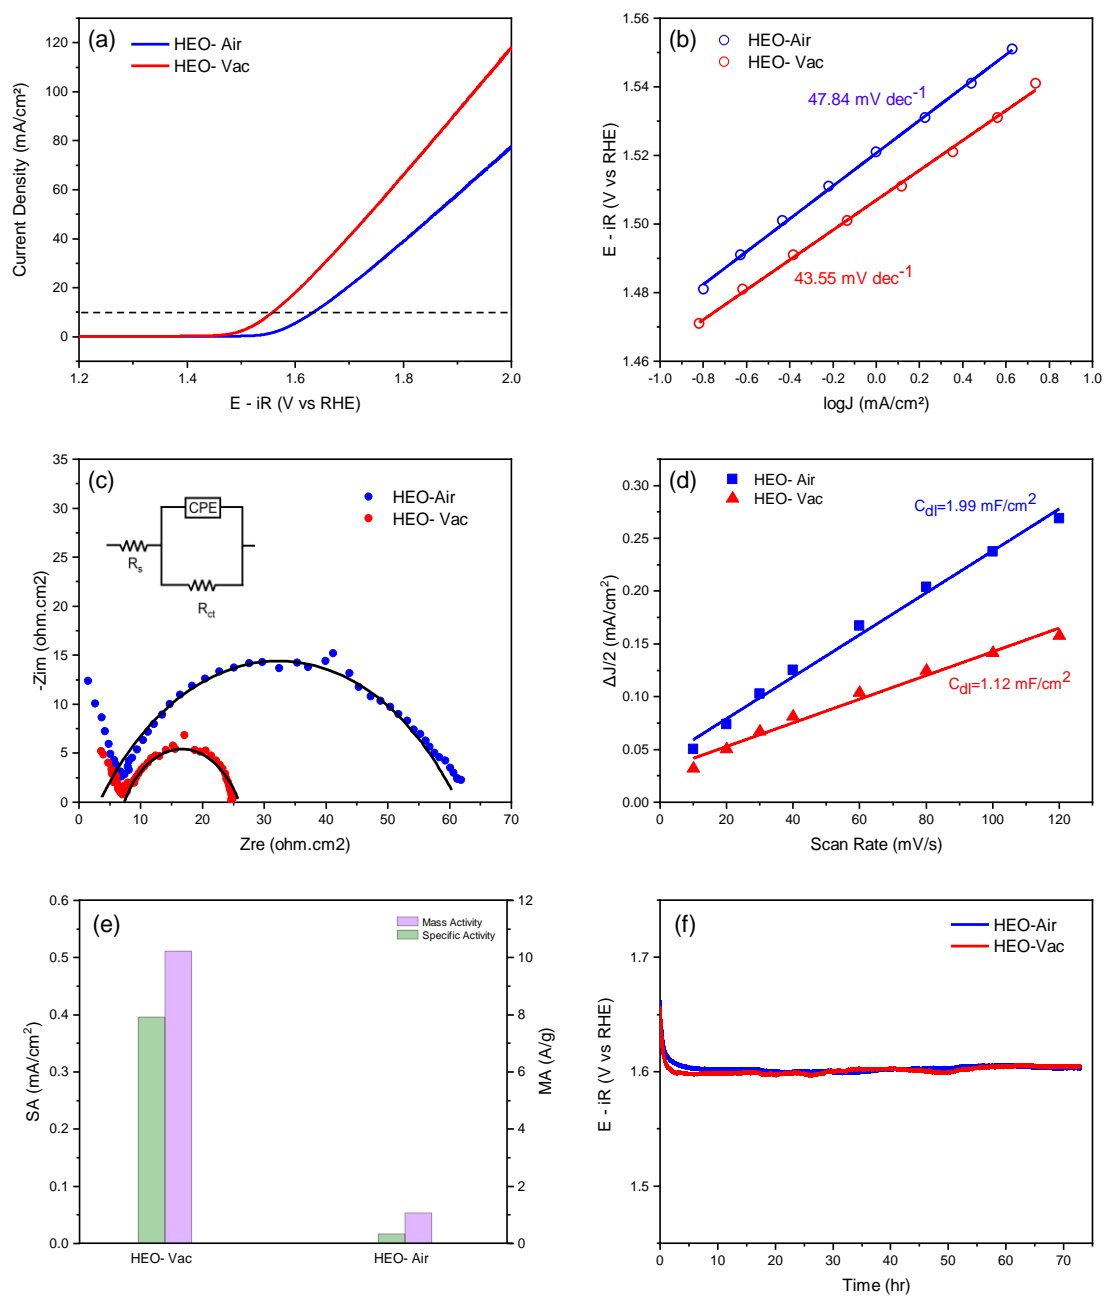 (a)
HEO- Air
HEO- Vac
Current Density (mA/cm²)
120
100
80
60
40
20
0
1.2
1.4
1.6
1.8
2.0
E - iR (V vs RHE)
(b)
HEO-Air
HEO- Vac
47.84 mV dec⁻¹
43.55 mV dec⁻¹
E - iR (V vs RHE)
1.56
1.54
1.52
1.50
1.48
1.46
-1.0
-0.8
-0.6
-0.4
-0.2
0.0
0.2
0.4
0.6
0.8
1.0
logJ (mA/cm²)
(c)
HEO-Air
HEO- Vac
CPE
Rs
Rct
-Zim (ohm.cm2)
35
30
25
20
15
10
5
0
0
10
20
30
40
50
60
70
Zre (ohm.cm2)
(d)
HEO- Air
HEO- Vac
Cdl=1.99 mF/cm²
Cdl=1.12 mF/cm²
ΔJ/2 (mA/cm²)
0.30
0.25
0.20
0.15
0.10
0.05
0.00
0
20
40
60
80
100
120
Scan Rate (mV/s)
(e)
Mass Activity
Specific Activity
SA (mA/cm²)
0.6
0.5
0.4
0.3
0.2
0.1
0.0
12
10
8
6
4
2
0
MA (A/g)
HEO- Vac
HEO- Air
(f)
HEO-Air
HEO-Vac
E - iR (V vs RHE)
1.7
1.6
1.5
0
10
20
30
40
50
60
70
Time (hr)